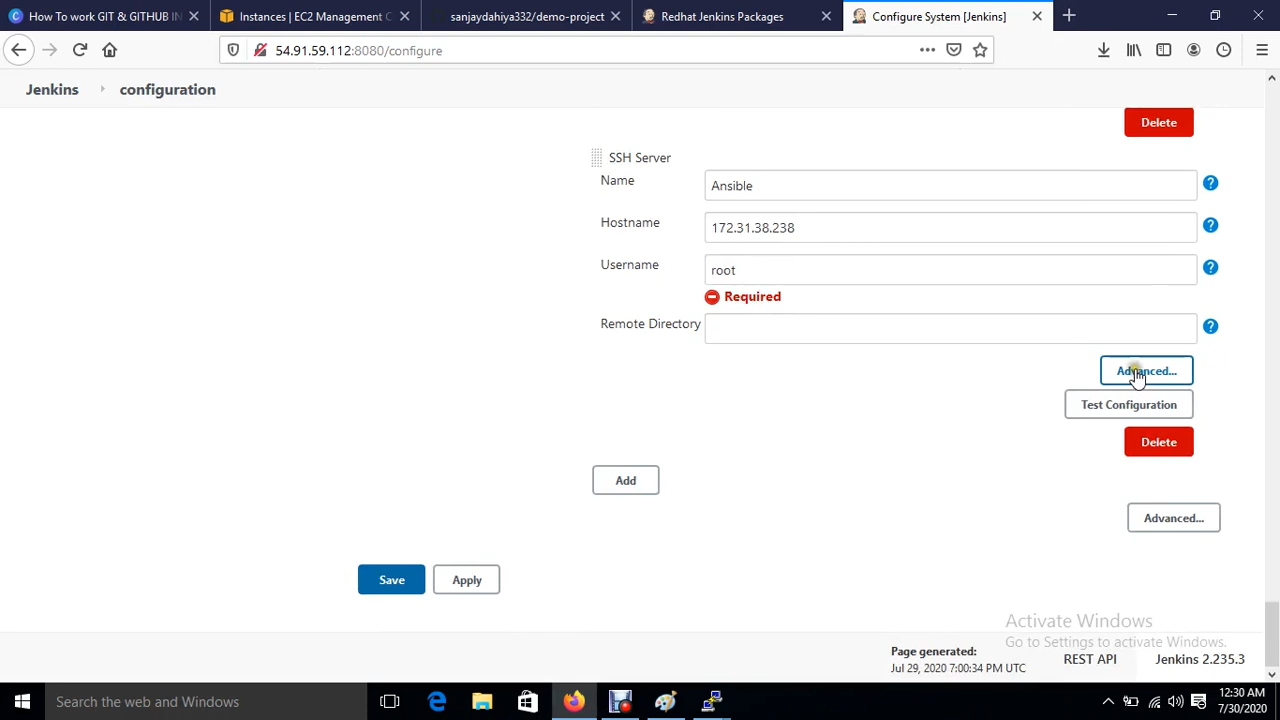 How To work GIT & GITHUB IN
Instances | EC2 Management C
sanjaydahiya332/demo-project
Redhat Jenkins Packages
Configure System [Jenkins]
54.91.59.112:8080/configure
Jenkins
configuration
Delete
SSH Server
Name
Ansible
Hostname
172.31.38.238
Username
root
Required
Remote Directory
Advanced...
Test Configuration
Delete
Add
Advanced...
Save
Apply
Activate Windows
Go to Settings to activate Windows.
Page generated:
Jul 29, 2020 7:00:34 PM UTC
REST API
Jenkins 2.235.3
Search the web and Windows
12:30 AM
7/30/2020